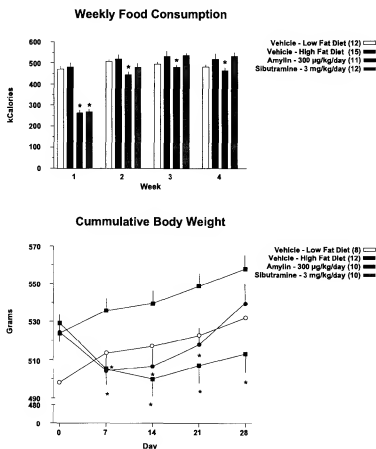 Weekly Food Consumption
Vehicle - Low Fat Diet (12)
Vehicle - High Fat Diet (15)
Amylin - 300 µg/kg/day (11)
Sibutramine - 3 mg/kg/day (12)
600
500
400
300
200
100
0
kCalories
* * * * *
1 2 3 4
Week
Cummulative Body Weight
Vehicle - Low Fat Diet (8)
Vehicle - High Fat Diet (12)
Amylin - 300 µg/kg/day (10)
Sibutramine - 3 mg/kg/day (10)
570
550
530
510
490
480
0
Grams
* * * * * * *
0 7 14 21 28
Day